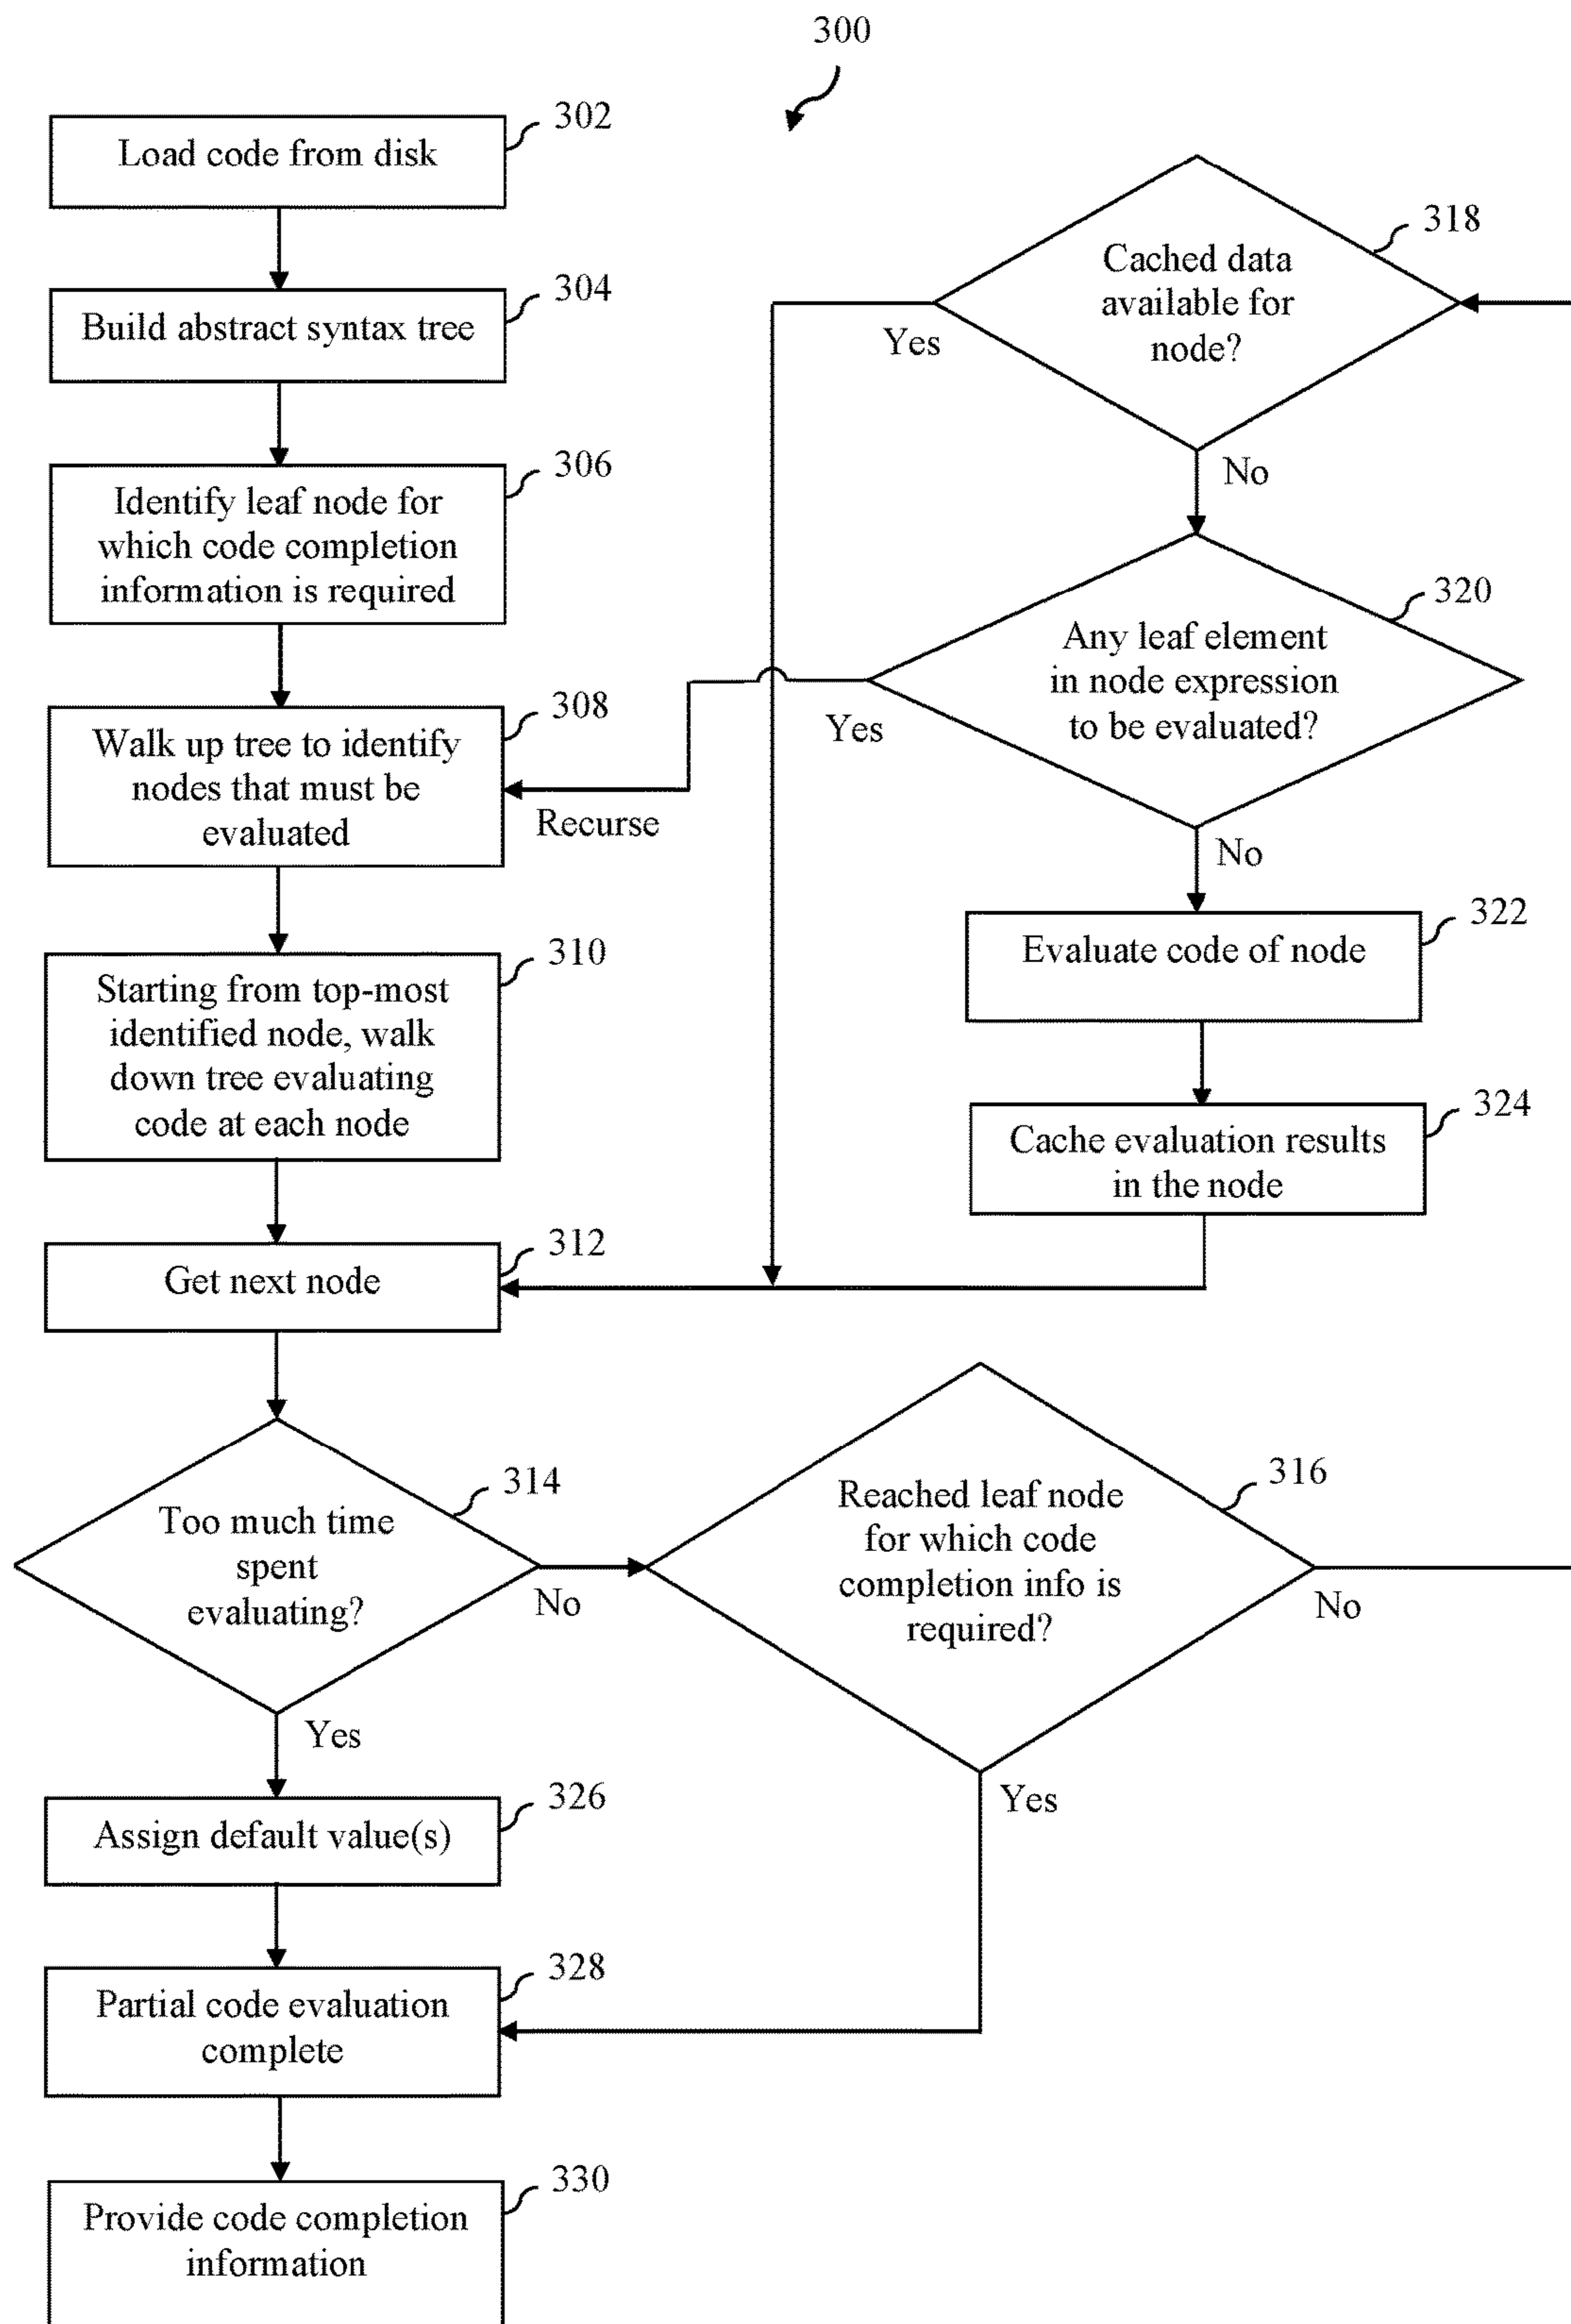 300
302
Load code from disk
304
Build abstract syntax tree
306
Identify leaf node for
which code completion
information is required
308
Walk up tree to identify
nodes that must be
evaluated
Recurse
310
Starting from top-most
identified node, walk
down tree evaluating
code at each node
312
Get next node
314
Too much time
spent
evaluating?
No
Yes
316
Reached leaf node
for which code
completion info is
required?
No
Yes
318
Cached data
available for
node?
Yes
No
320
Any leaf element
in node expression
to be evaluated?
Yes
No
322
Evaluate code of node
324
Cache evaluation results
in the node
326
Assign default value(s)
328
Partial code evaluation
complete
330
Provide code completion
information